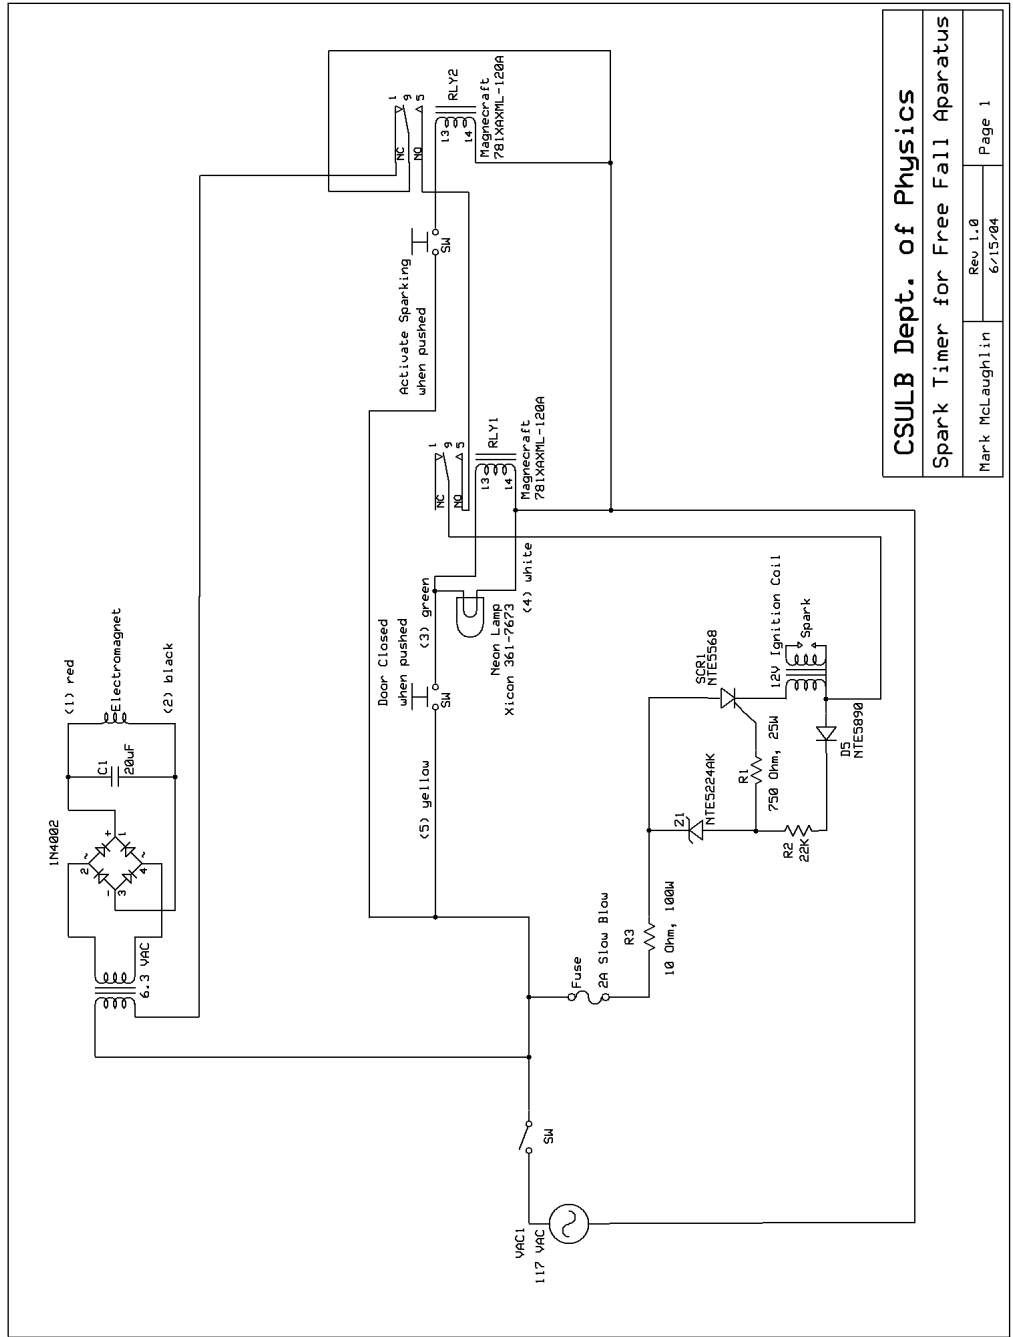 1N4002
2
~
+
1
-
3
4
~
6.3 VAC
C1
20uF
(1) red
Electromagnet
(2) black
VAC1
117 VAC
SW
Fuse
2A Slow Blow
R3
10 Ohm, 100W
(5) yellow
Door Closed
when pushed
SW
(3) green
Neon Lamp
Xicon 361-7673
(4) white
NC
NO
1
9
5
13
14
RLY1
Magnecraft
781XAXML-120A
Activate Sparking
when pushed
SW
NC
NO
1
9
5
13
14
RLY2
Magnecraft
781XAXML-120A
Z1
NTE5224AK
R1
750 Ohm, 25W
R2
22K
SCR1
NTE5568
12V Ignition Coil
Spark
D5
NTE5890
CSULB Dept. of Physics
Spark Timer for Free Fall Aparatus
Mark McLaughlin
Rev 1.0
6/15/04
Page 1